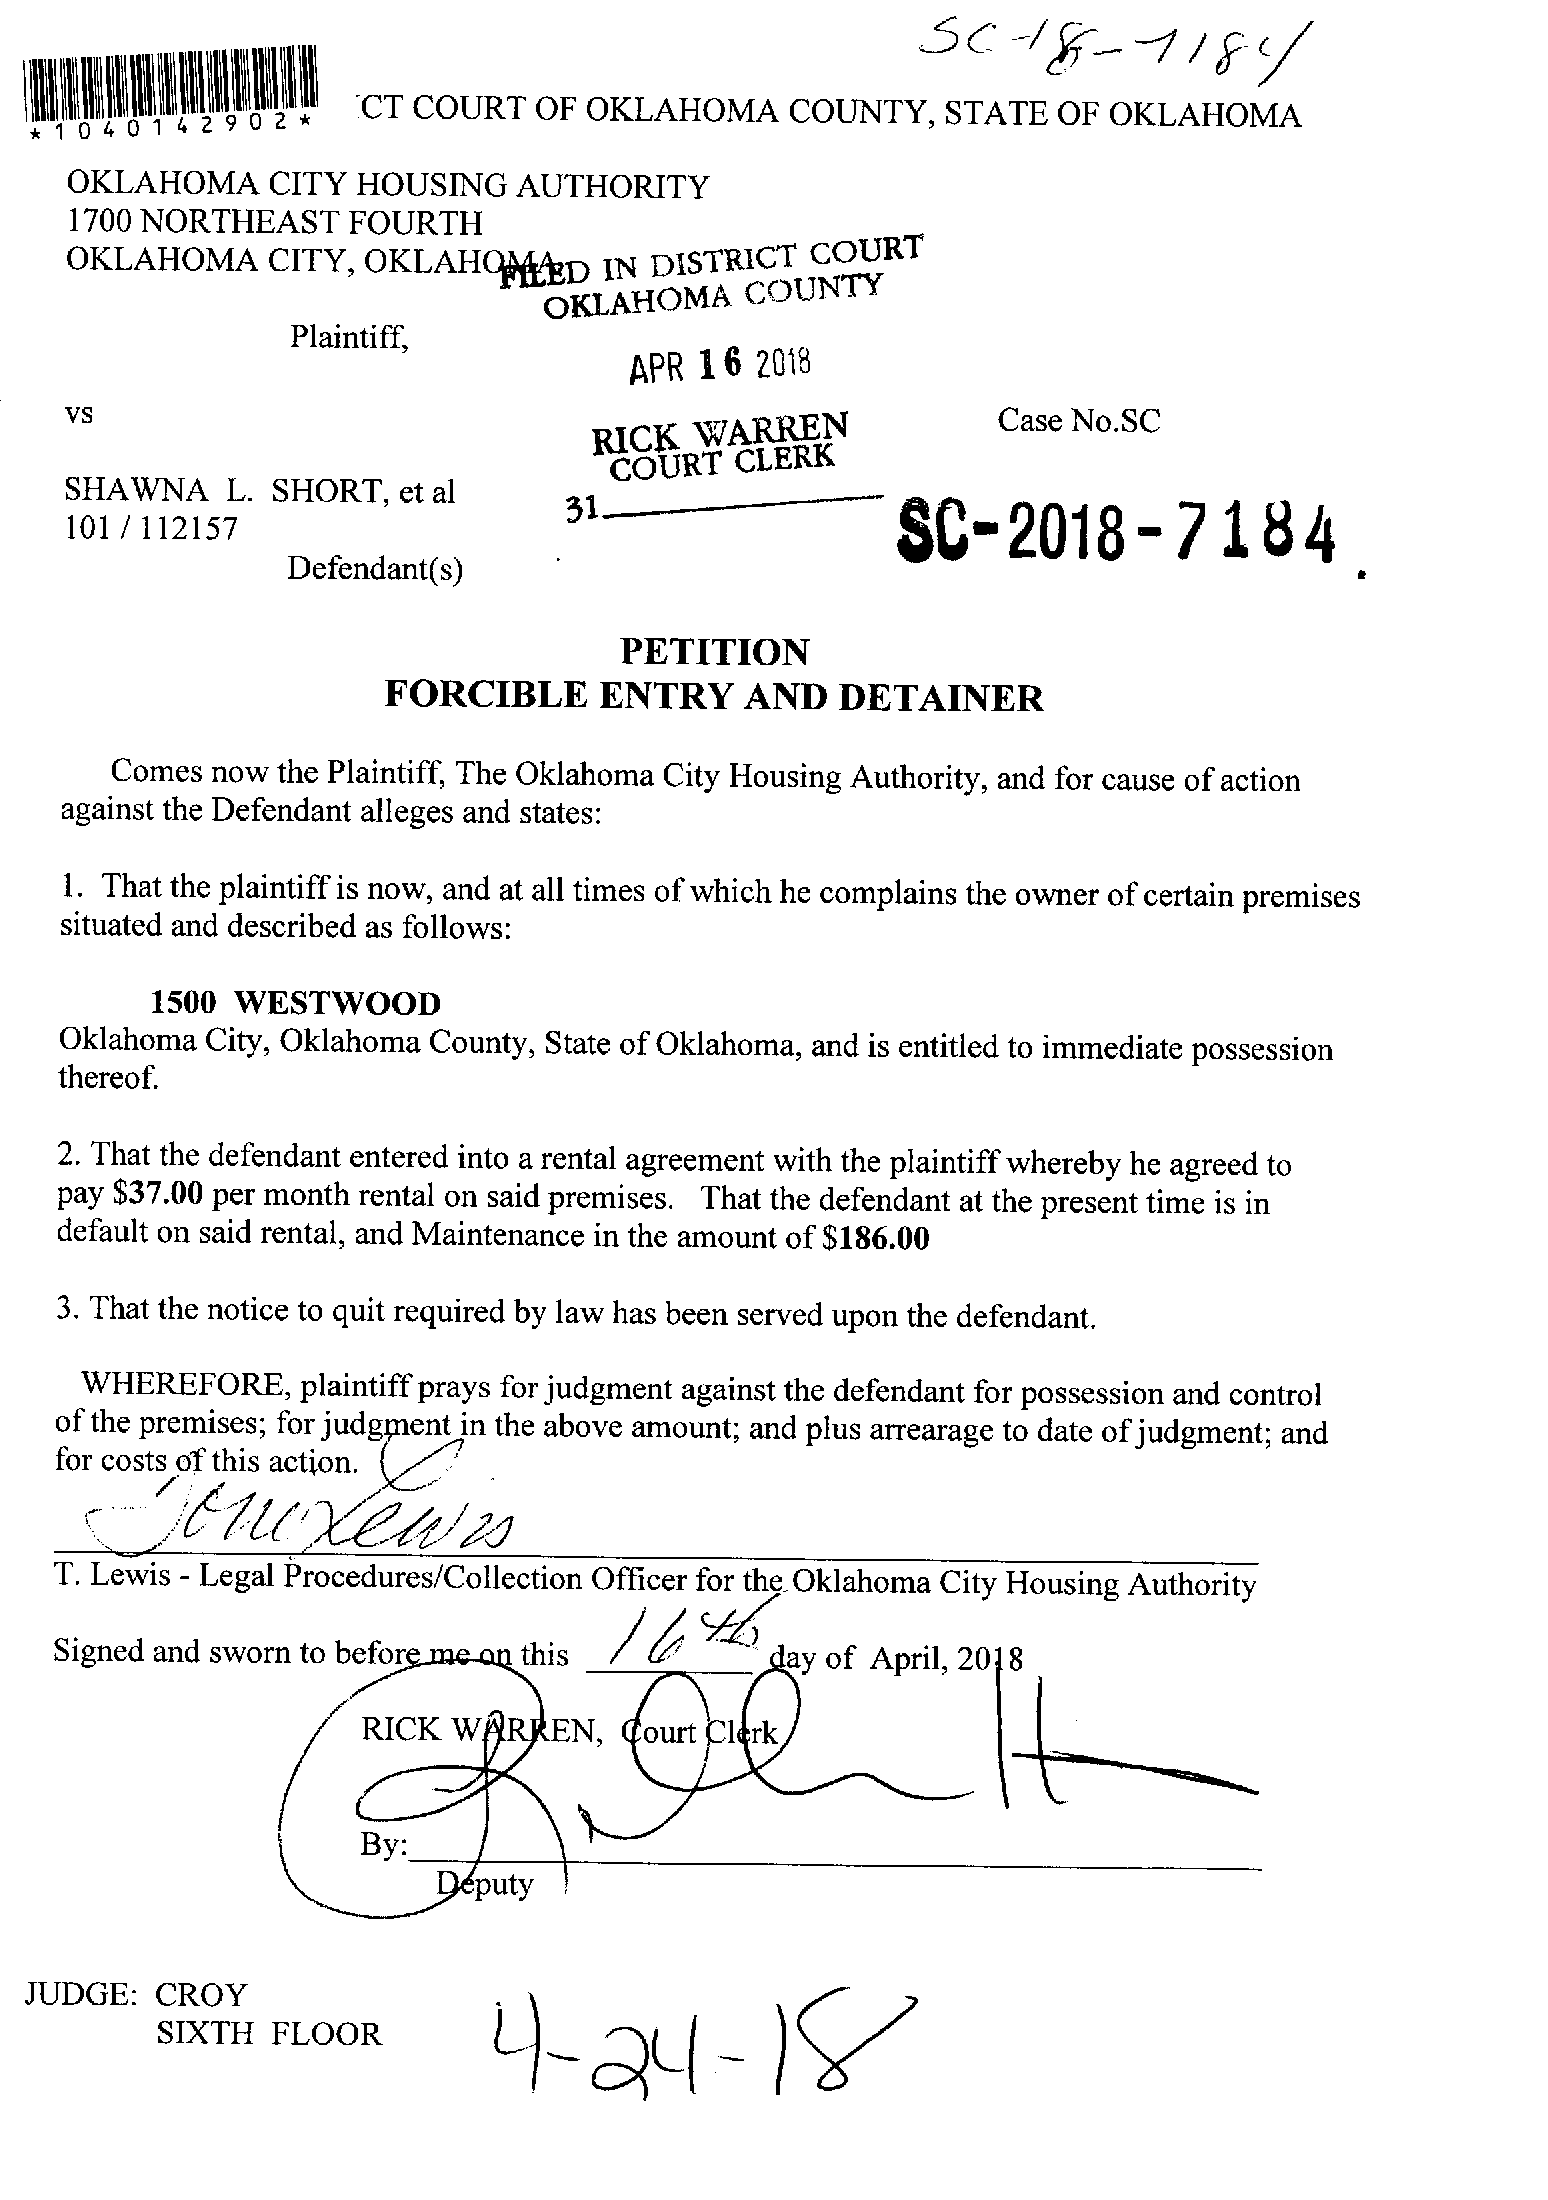 SC-18-7184
*1040142902*
CT COURT OF OKLAHOMA COUNTY, STATE OF OKLAHOMA
OKLAHOMA CITY HOUSING AUTHORITY
1700 NORTHEAST FOURTH
OKLAHOMA CITY, OKLAHOMA
FILED IN DISTRICT COURT
OKLAHOMA COUNTY
Plaintiff,
APR 16 2018
vs
RICK WARREN
COURT CLERK
Case No.SC
SHAWNA L. SHORT, et al
31
101 / 112157
SC-2018-7184
Defendant(s)
PETITION
FORCIBLE ENTRY AND DETAINER
Comes now the Plaintiff, The Oklahoma City Housing Authority, and for cause of action
against the Defendant alleges and states:
1. That the plaintiff is now, and at all times of which he complains the owner of certain premises
situated and described as follows:
1500 WESTWOOD
Oklahoma City, Oklahoma County, State of Oklahoma, and is entitled to immediate possession
thereof.
2. That the defendant entered into a rental agreement with the plaintiff whereby he agreed to
pay $37.00 per month rental on said premises. That the defendant at the present time is in
default on said rental, and Maintenance in the amount of $186.00
3. That the notice to quit required by law has been served upon the defendant.
WHEREFORE, plaintiff prays for judgment against the defendant for possession and control
of the premises; for judgment in the above amount; and plus arrearage to date of judgment; and
for costs of this action.
Lewis
T. Lewis - Legal Procedures/Collection Officer for the Oklahoma City Housing Authority
Signed and sworn to before me on this 16th day of April, 2018
RICK WARREN, Court Clerk
By:
Deputy
JUDGE: CROY
SIXTH FLOOR
4-24-18